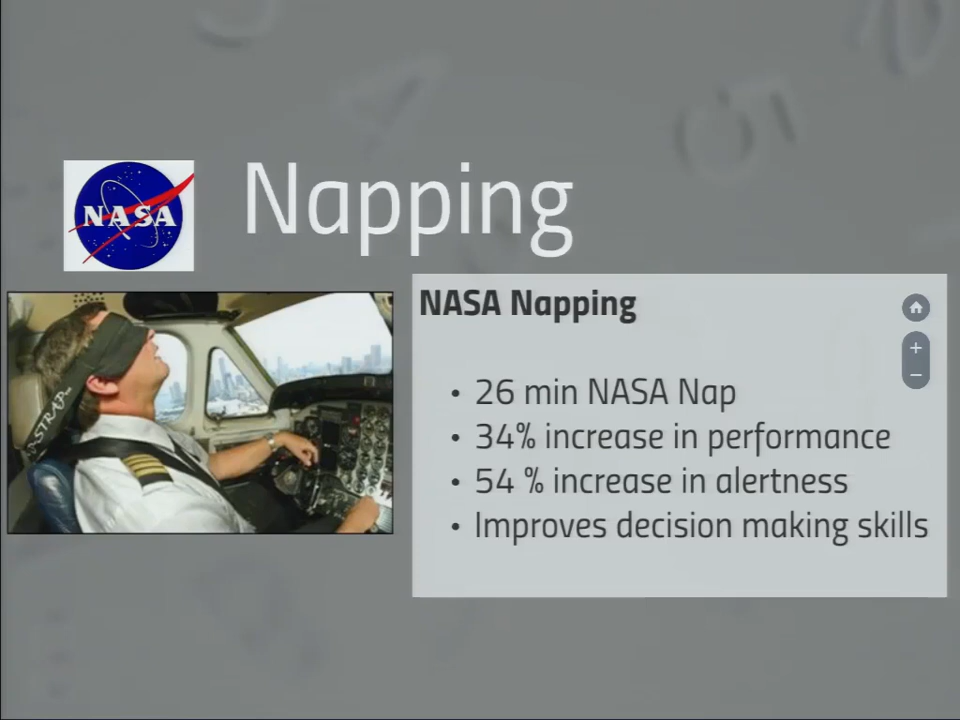 NASA
Napping
NASA Napping
• 26 min NASA Nap
• 34% increase in performance
• 54 % increase in alertness
• Improves decision making skills